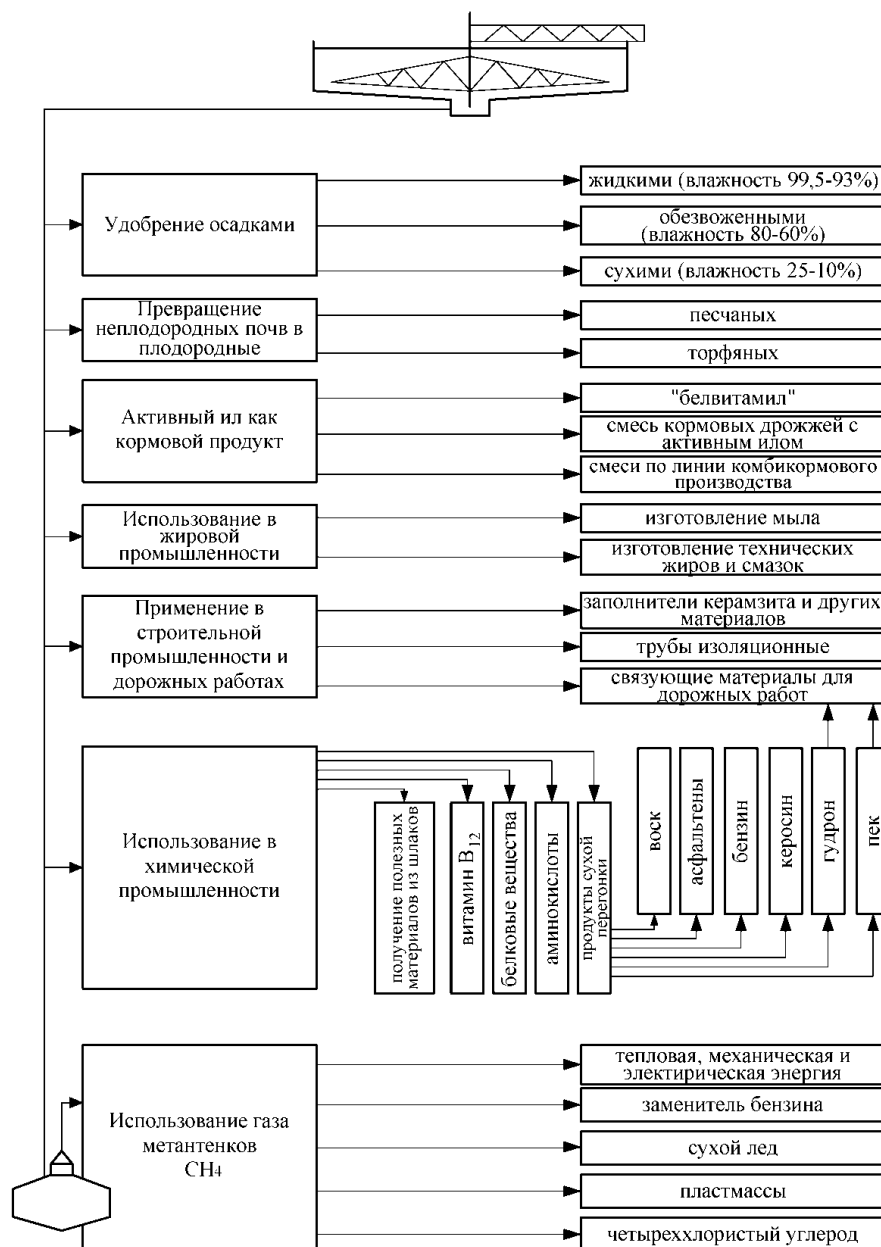 Удобрение осадками
жидкими (влажность 99,5-93%)
обезвоженными
(влажность 80-60%)
сухими (влажность 25-10%)
Превращение
неплодородных почв в
плодородные
песчаных
торфяных
Активный ил как
кормовой продукт
"белвитамил"
смесь кормовых дрожжей с
активным илом
смеси по линии комбикормового
производства
Использование в
жировой
промышленности
изготовление мыла
изготовление технических
жиров и смазок
Применение в
строительной
промышленности и
дорожных работах
заполнители керамзита и других
материалов
трубы изоляционные
связующие материалы для
дорожных работ
Использование в
химической
промышленности
получение полезных
материалов из шлаков
витамин В12
белковые вещества
аминокислоты
продукты сухой
перегонки
воск
асфальтены
бензин
керосин
гудрон
пек
Использование газа
метантенков
СН4
тепловая, механическая и
электирическая энергия
заменитель бензина
сухой лед
пластмассы
четыреххлористый углерод